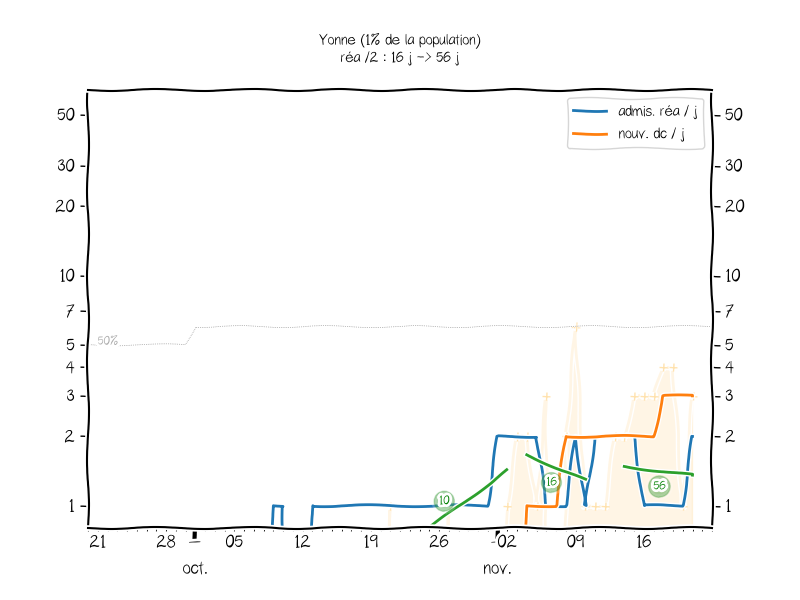 Yonne (1% de la population)
réa /2 : 16 j -> 56 j
admis. réa / j
nouv. dc / j
50 50
30 30
20 20
10 10
7 7
50%
5 5
4 4
3 3
2 2
10 16 56
1 1
21 28 05 12 19 26 02 09 16
oct. nov.